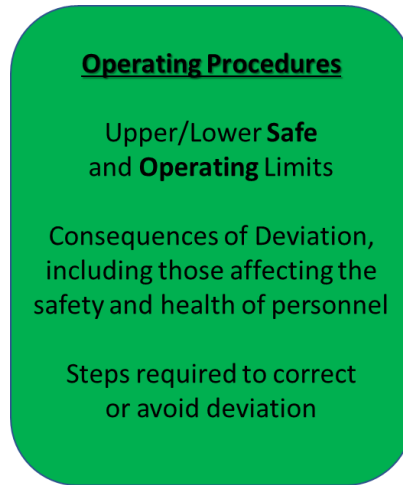 Operating Procedures
Upper/Lower Safe
and Operating Limits
Consequences of Deviation,
including those affecting the
safety and health of personnel
Steps required to correct
or avoid deviation